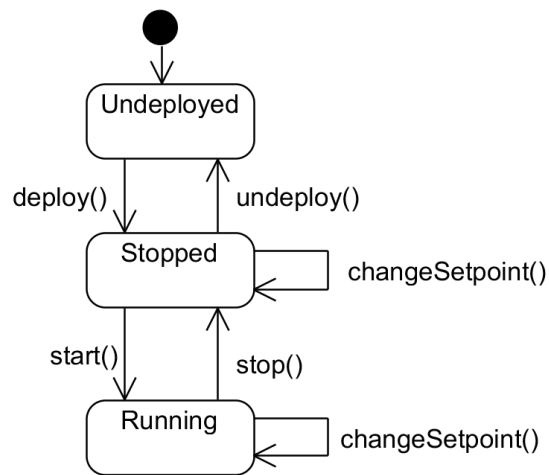 Undeployed
deploy()
undeploy()
Stopped
changeSetpoint()
start()
stop()
Running
changeSetpoint()